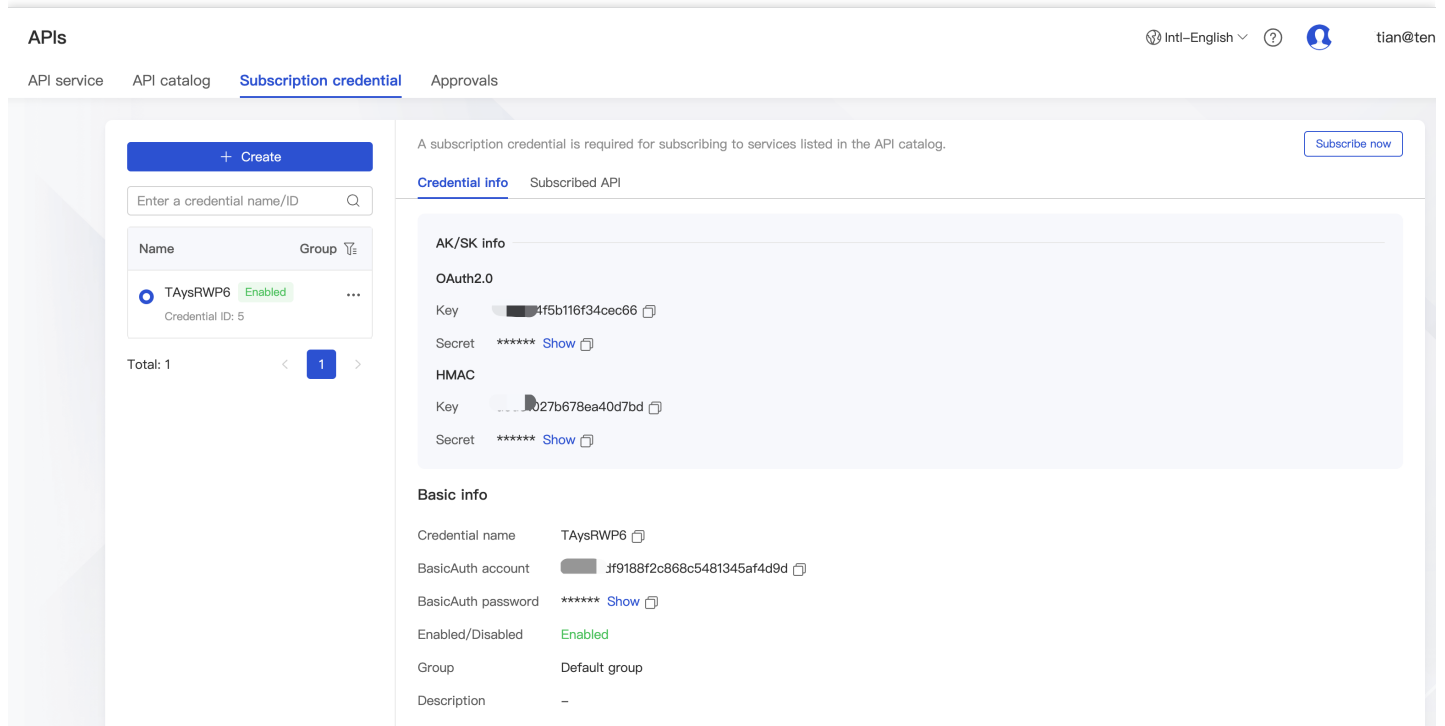 APIs
Intl-English
tian@ten
API service API catalog Subscription credential Approvals
+ Create
Enter a credential name/ID
Name Group
TAysRWP6 Enabled
Credential ID: 5
Total: 1 < 1 >
A subscription credential is required for subscribing to services listed in the API catalog.
Subscribe now
Credential info Subscribed API
AK/SK info
OAuth2.0
Key 4f5b116f34cec66
Secret ****** Show
HMAC
Key 027b678ea40d7bd
Secret ****** Show
Basic info
Credential name TAysRWP6
BasicAuth account df9188f2c868c5481345af4d9d
BasicAuth password ****** Show
Enabled/Disabled Enabled
Group Default group
Description –